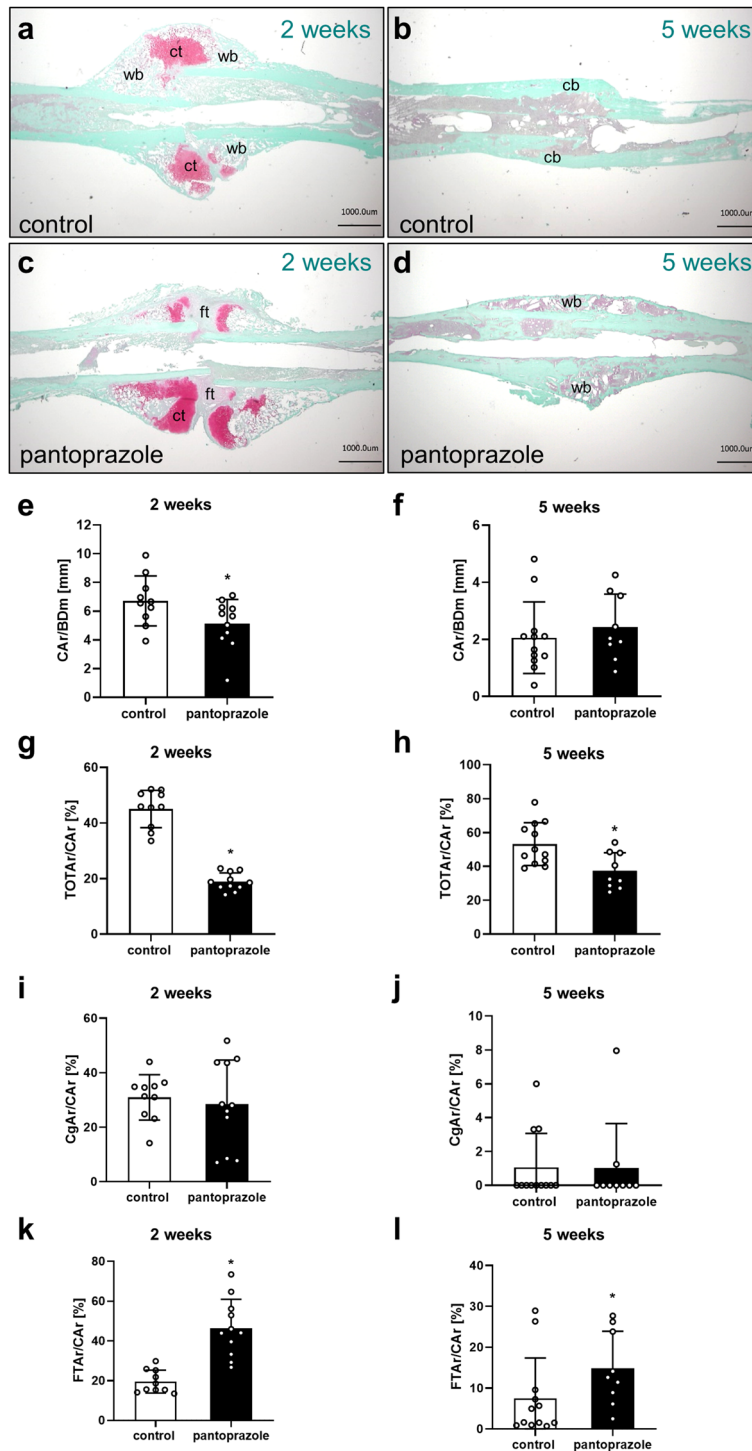 a
2 weeks
ct
wb
wb
ct
wb
control
1000.0um
b
5 weeks
cb
cb
control
1000.0um
c
2 weeks
ft
ft
ct
pantoprazole
1000.0um
d
5 weeks
wb
wb
pantoprazole
1000.0um
e
2 weeks
CAr/BDm [mm]
12
10
8
6
4
2
0
*
control
pantoprazole
f
5 weeks
CAr/BDm [mm]
6
4
2
0
control
pantoprazole
g
2 weeks
TOTAr/CAr [%]
60
40
20
0
*
control
pantoprazole
h
5 weeks
TOTAr/CAr [%]
100
80
60
40
20
0
*
control
pantoprazole
i
2 weeks
CgAr/CAr [%]
60
40
20
0
control
pantoprazole
j
5 weeks
CgAr/CAr [%]
10
8
6
4
2
0
control
pantoprazole
k
2 weeks
FTAr/CAr [%]
80
60
40
20
0
*
control
pantoprazole
l
5 weeks
FTAr/CAr [%]
40
30
20
10
0
*
control
pantoprazole